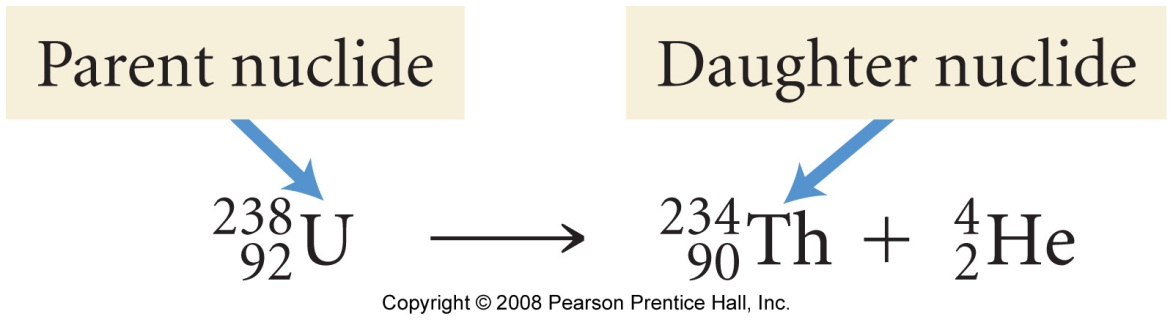 Parent nuclide Daughter nuclide
238 92 U ⟶ 234 90 Th + 4 2 He
Copyright © 2008 Pearson Prentice Hall, Inc.